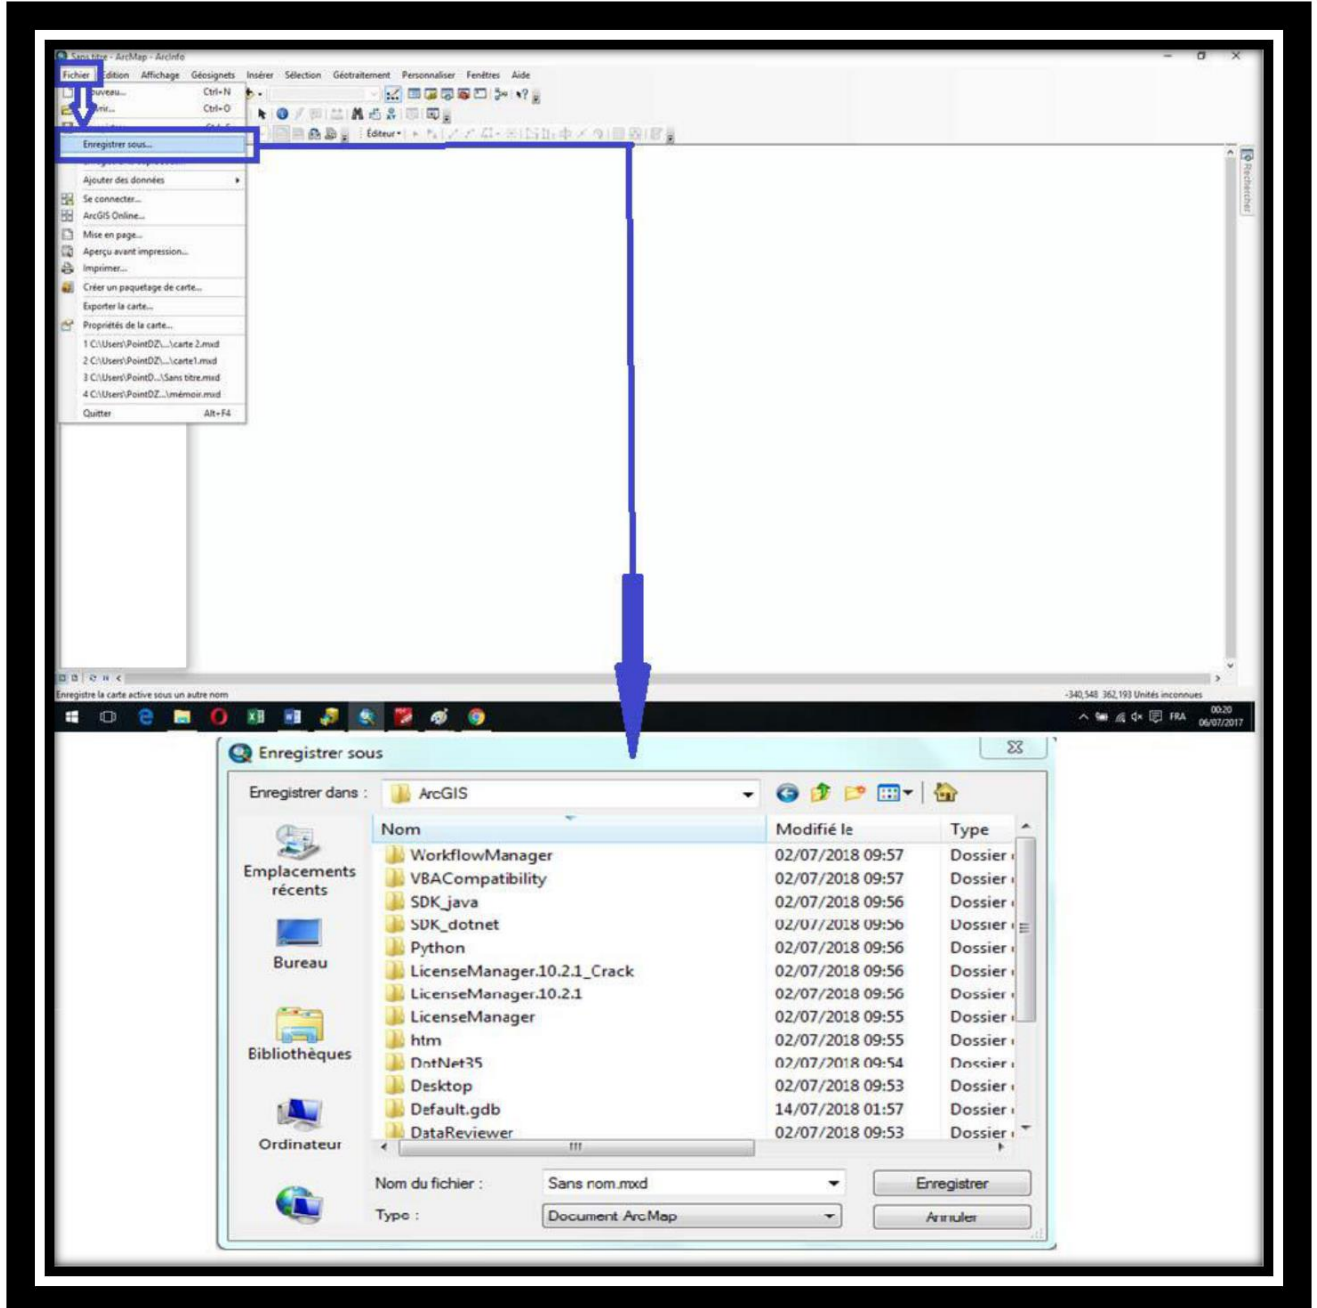 Sans titre - ArcMap - ArcInfo
Fichier Edition Affichage Géosignets Insérer Sélection Géotraitement Personnaliser Fenêtres Aide
Ctrl+N
Ctrl+O
Éditeur
Enregistrer sous...
Ajouter des données
Se connecter...
ArcGIS Online...
Mise en page...
Aperçu avant impression...
Imprimer...
Créer un paquetage de carte...
Exporter la carte...
Propriétés de la carte...
1 C:\Users\PointDZ\...\carte 2.mxd
2 C:\Users\PointDZ\...\carte1.mxd
3 C:\Users\PointD...\Sans titre.mxd
4 C:\Users\PointDZ...\mémoir.mxd
Quitter Alt+F4
Rechercher
Enregistre la carte active sous un autre nom
-340,548 362,193 Unités inconnues
FRA
00:20
06/07/2017
Enregistrer sous
Enregistrer dans : ArcGIS
Nom Modifié le Type
WorkflowManager 02/07/2018 09:57 Dossier
VBACompatibility 02/07/2018 09:57 Dossier
SDK_java 02/07/2018 09:56 Dossier
SDK_dotnet 02/07/2018 09:56 Dossier
Python 02/07/2018 09:56 Dossier
LicenseManager.10.2.1_Crack 02/07/2018 09:56 Dossier
LicenseManager.10.2.1 02/07/2018 09:56 Dossier
LicenseManager 02/07/2018 09:55 Dossier
htm 02/07/2018 09:55 Dossier
DotNet35 02/07/2018 09:54 Dossier
Desktop 02/07/2018 09:53 Dossier
Default.gdb 14/07/2018 01:57 Dossier
DataReviewer 02/07/2018 09:53 Dossier
Emplacements récents
Bureau
Bibliothèques
Ordinateur
Nom du fichier : Sans nom.mxd Enregistrer
Type : Document ArcMap Annuler